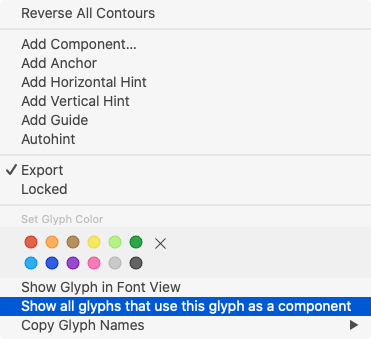 Reverse All Contours
Add Component...
Add Anchor
Add Horizontal Hint
Add Vertical Hint
Add Guide
Autohint
Export
Locked
Set Glyph Color
Show Glyph in Font View
Show all glyphs that use this glyph as a component
Copy Glyph Names